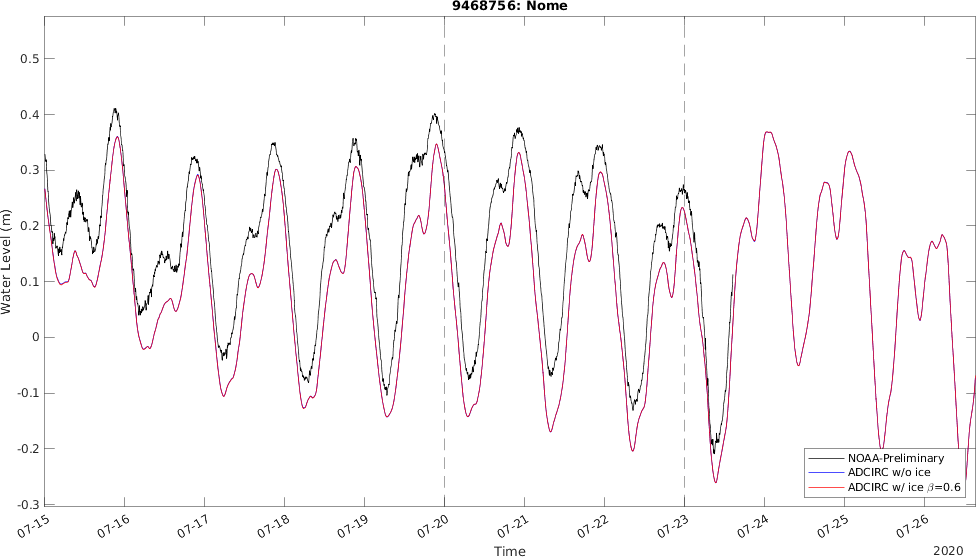 9468756: Nome
Water Level (m)
0.5
0.4
0.3
0.2
0.1
0
-0.1
-0.2
-0.3
NOAA-Preliminary
ADCIRC w/o ice
ADCIRC w/ ice β=0.6
07-15 07-16 07-17 07-18 07-19 07-20 07-21 07-22 07-23 07-24 07-25 07-26
Time
2020